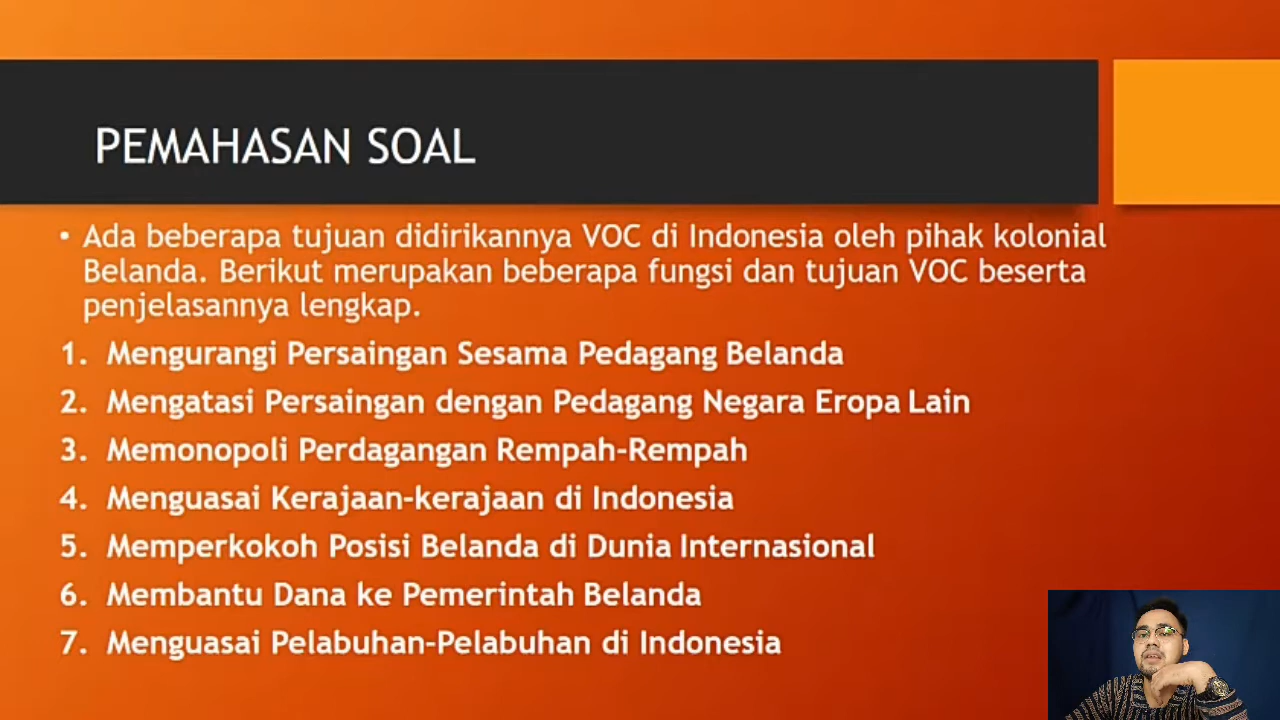 PEMAHASAN SOAL
• Ada beberapa tujuan didirikannya VOC di Indonesia oleh pihak kolonial
Belanda. Berikut merupakan beberapa fungsi dan tujuan VOC beserta
penjelasannya lengkap.
1. Mengurangi Persaingan Sesama Pedagang Belanda
2. Mengatasi Persaingan dengan Pedagang Negara Eropa Lain
3. Memonopoli Perdagangan Rempah-Rempah
4. Menguasai Kerajaan-kerajaan di Indonesia
5. Memperkokoh Posisi Belanda di Dunia Internasional
6. Membantu Dana ke Pemerintah Belanda
7. Menguasai Pelabuhan-Pelabuhan di Indonesia